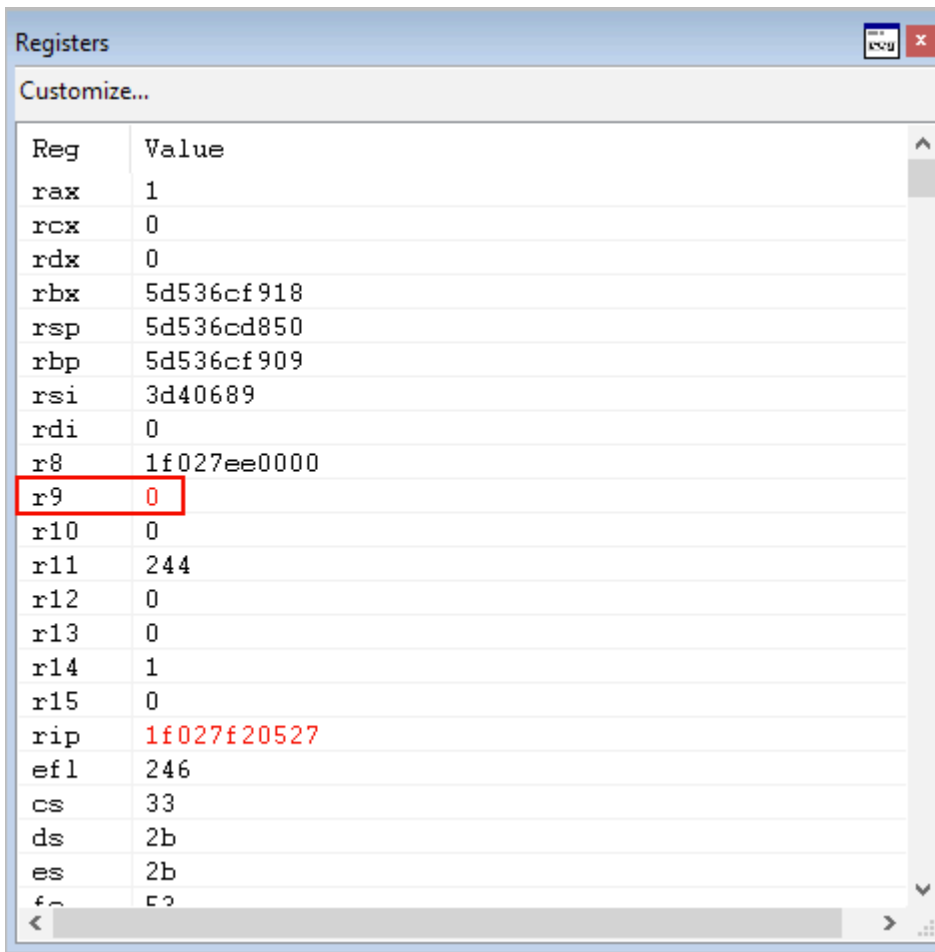 Registers
Customize...
Reg Value
rax 1
rcx 0
rdx 0
rbx 5d536cf918
rsp 5d536cd850
rbp 5d536cf909
rsi 3d40689
rdi 0
r8 1f027ee0000
r9 0
r10 0
r11 244
r12 0
r13 0
r14 1
r15 0
rip 1f027f20527
efl 246
cs 33
ds 2b
es 2b